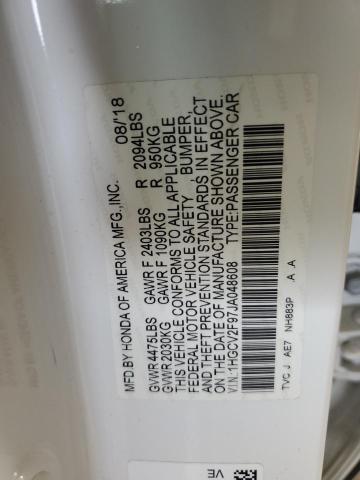 MFD.BY HONDA OF AMERICA MFG.,INC. 08/'18
GVWR 4475LBS GAWR F 2403LBS R 2094LBS
GVWR 2030KG GAWR F 1090KG R 950KG
THIS VEHICLE CONFORMS TO ALL APPLICABLE
FEDERAL MOTOR VEHICLE SAFETY , BUMPER,
AND THEFT PREVENTION STANDARDS IN EFFECT
ON THE DATE OF MANUFACTURE SHOWN ABOVE.
V.I.N:1HGCV2F97JA048608 TYPE:PASSENGER CAR
TVC J AE7 NH883P A A
VE